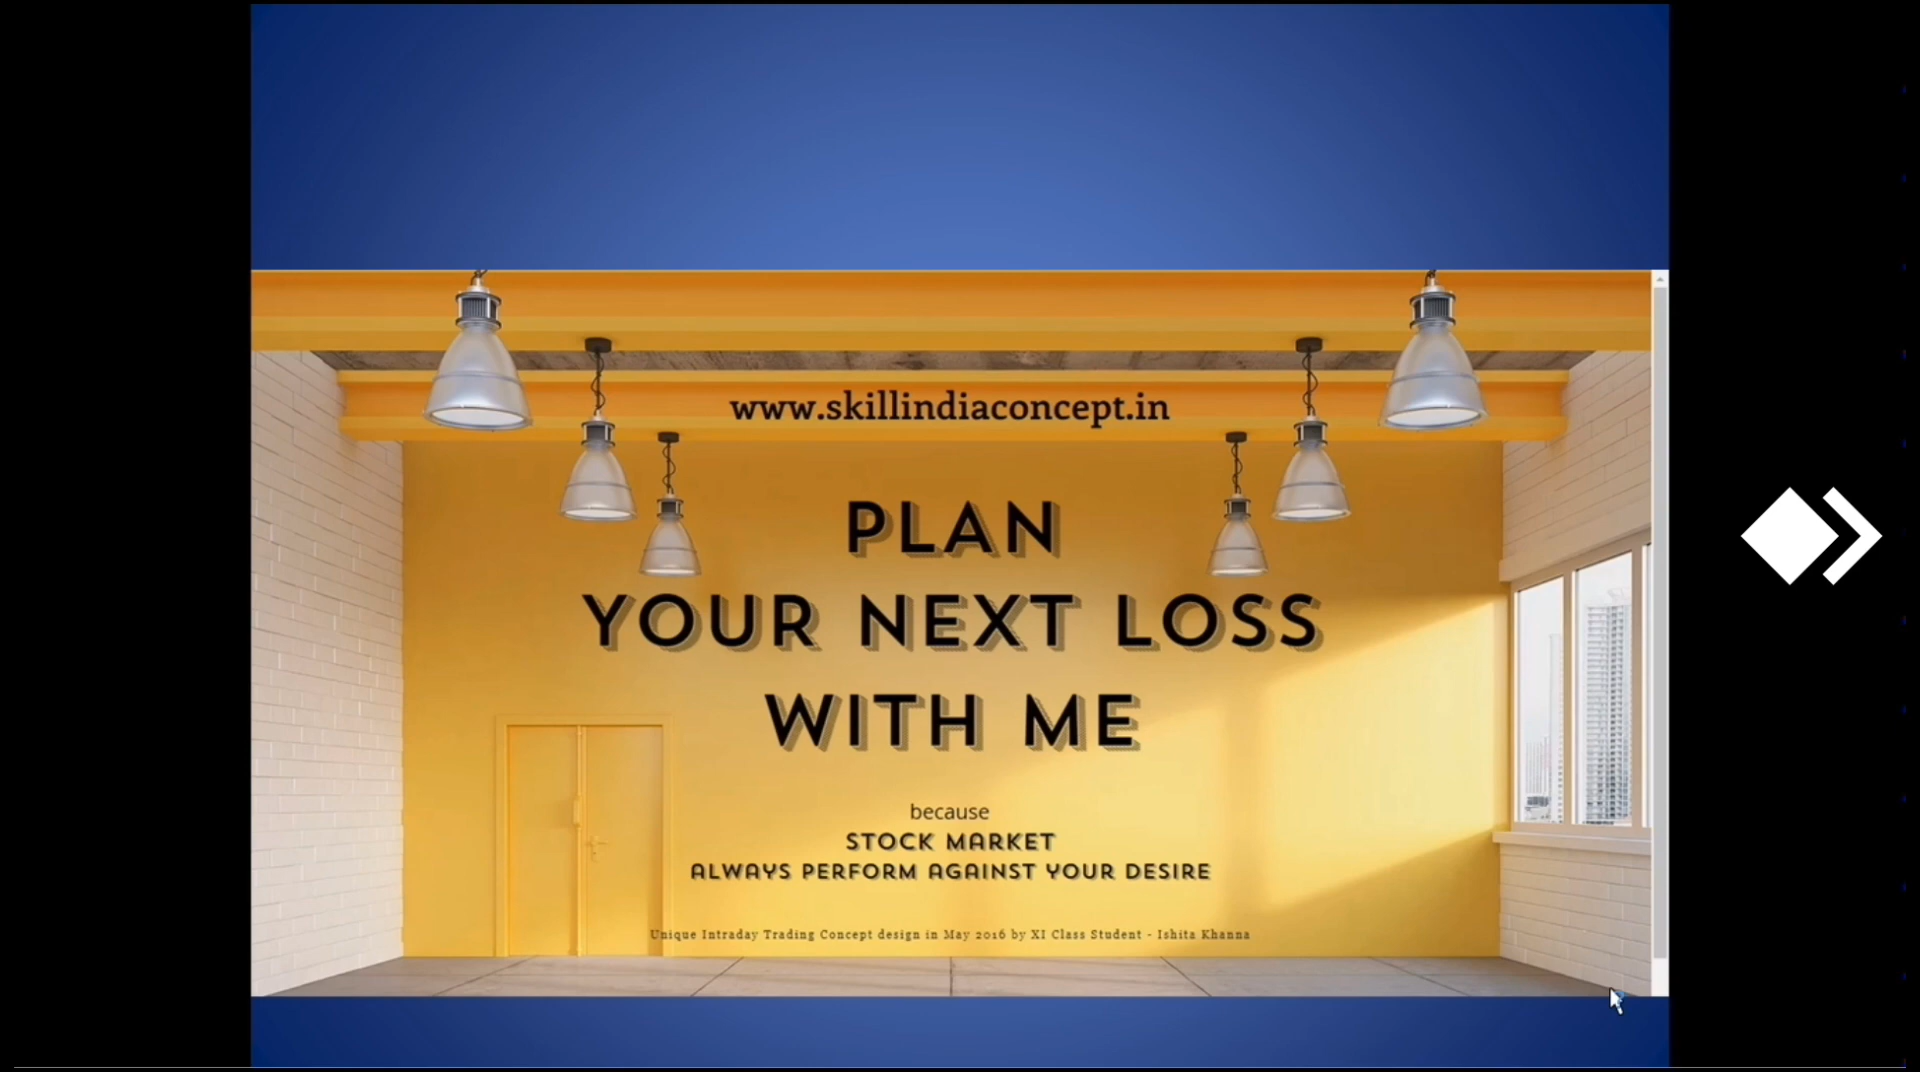 www.skillindiaconcept.in
PLAN
YOUR NEXT LOSS
WITH ME
because
STOCK MARKET
ALWAYS PERFORM AGAINST YOUR DESIRE
Unique Intraday Trading Concept design in May 2016 by XI Class Student - Ishita Khanna